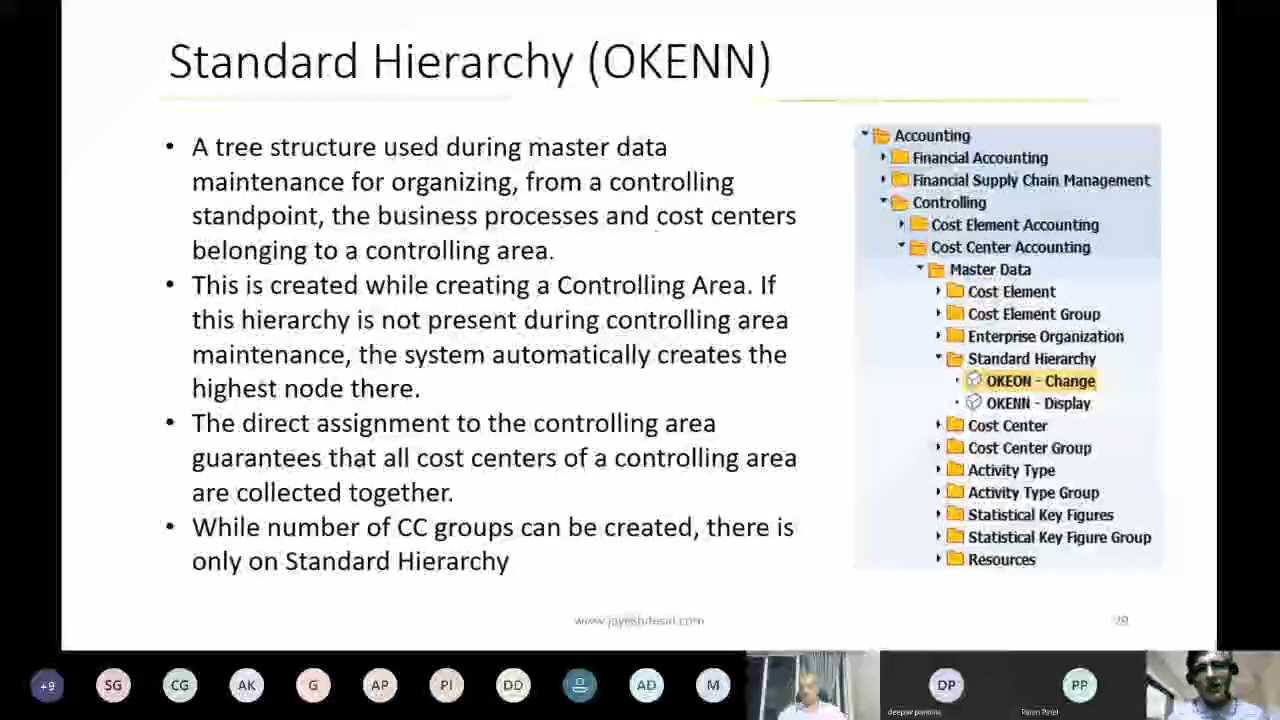 Standard Hierarchy (OKENN)
• A tree structure used during master data
maintenance for organizing, from a controlling
standpoint, the business processes and cost centers
belonging to a controlling area.
• This is created while creating a Controlling Area. If
this hierarchy is not present during controlling area
maintenance, the system automatically creates the
highest node there.
• The direct assignment to the controlling area
guarantees that all cost centers of a controlling area
are collected together.
• While number of CC groups can be created, there is
only on Standard Hierarchy
Accounting
Financial Accounting
Financial Supply Chain Management
Controlling
Cost Element Accounting
Cost Center Accounting
Master Data
Cost Element
Cost Element Group
Enterprise Organization
Standard Hierarchy
OKEON - Change
OKENN - Display
Cost Center
Cost Center Group
Activity Type
Activity Type Group
Statistical Key Figures
Statistical Key Figure Group
Resources
29
+9
SG
CG
AK
G
AP
PI
DD
AD
M
DP
PP